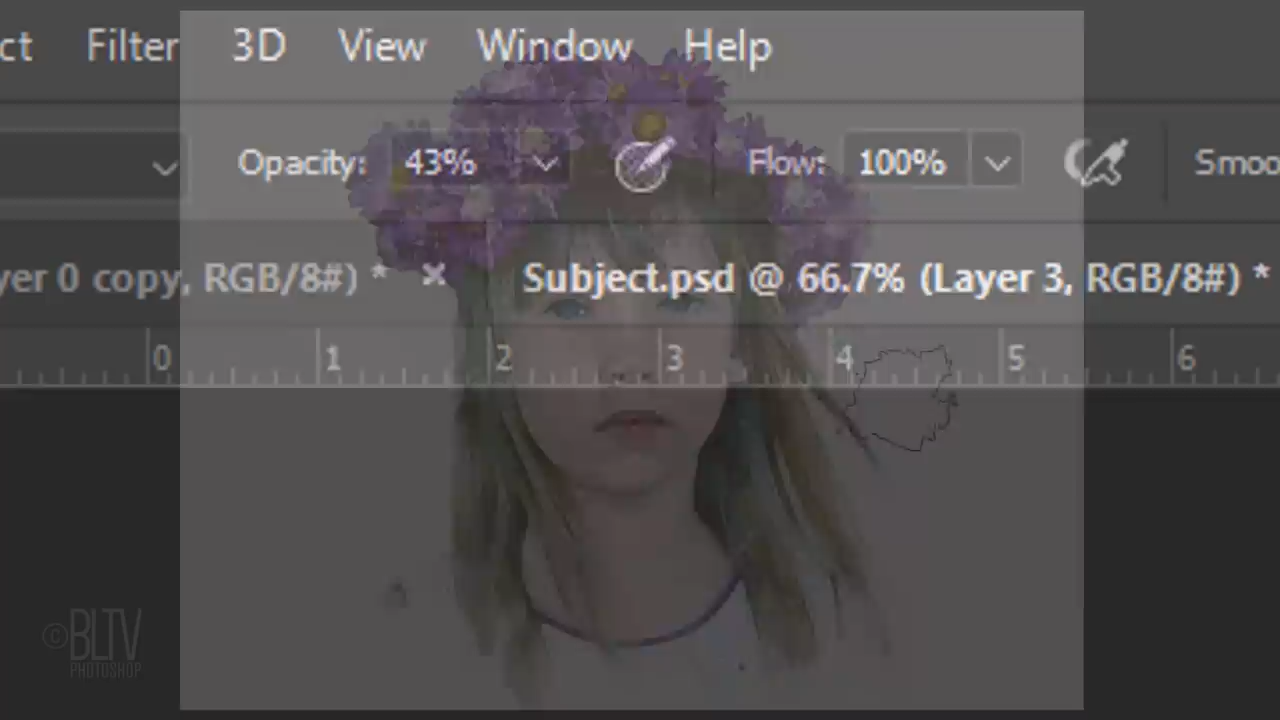 ct Filter 3D View Window Help
Opacity: 43% Flow: 100% Smoo
yer 0 copy, RGB/8#) * × Subject.psd @ 66.7% (Layer 3, RGB/8#) *
0 1 2 3 4 5 6
©BLTV
PHOTOSHOP